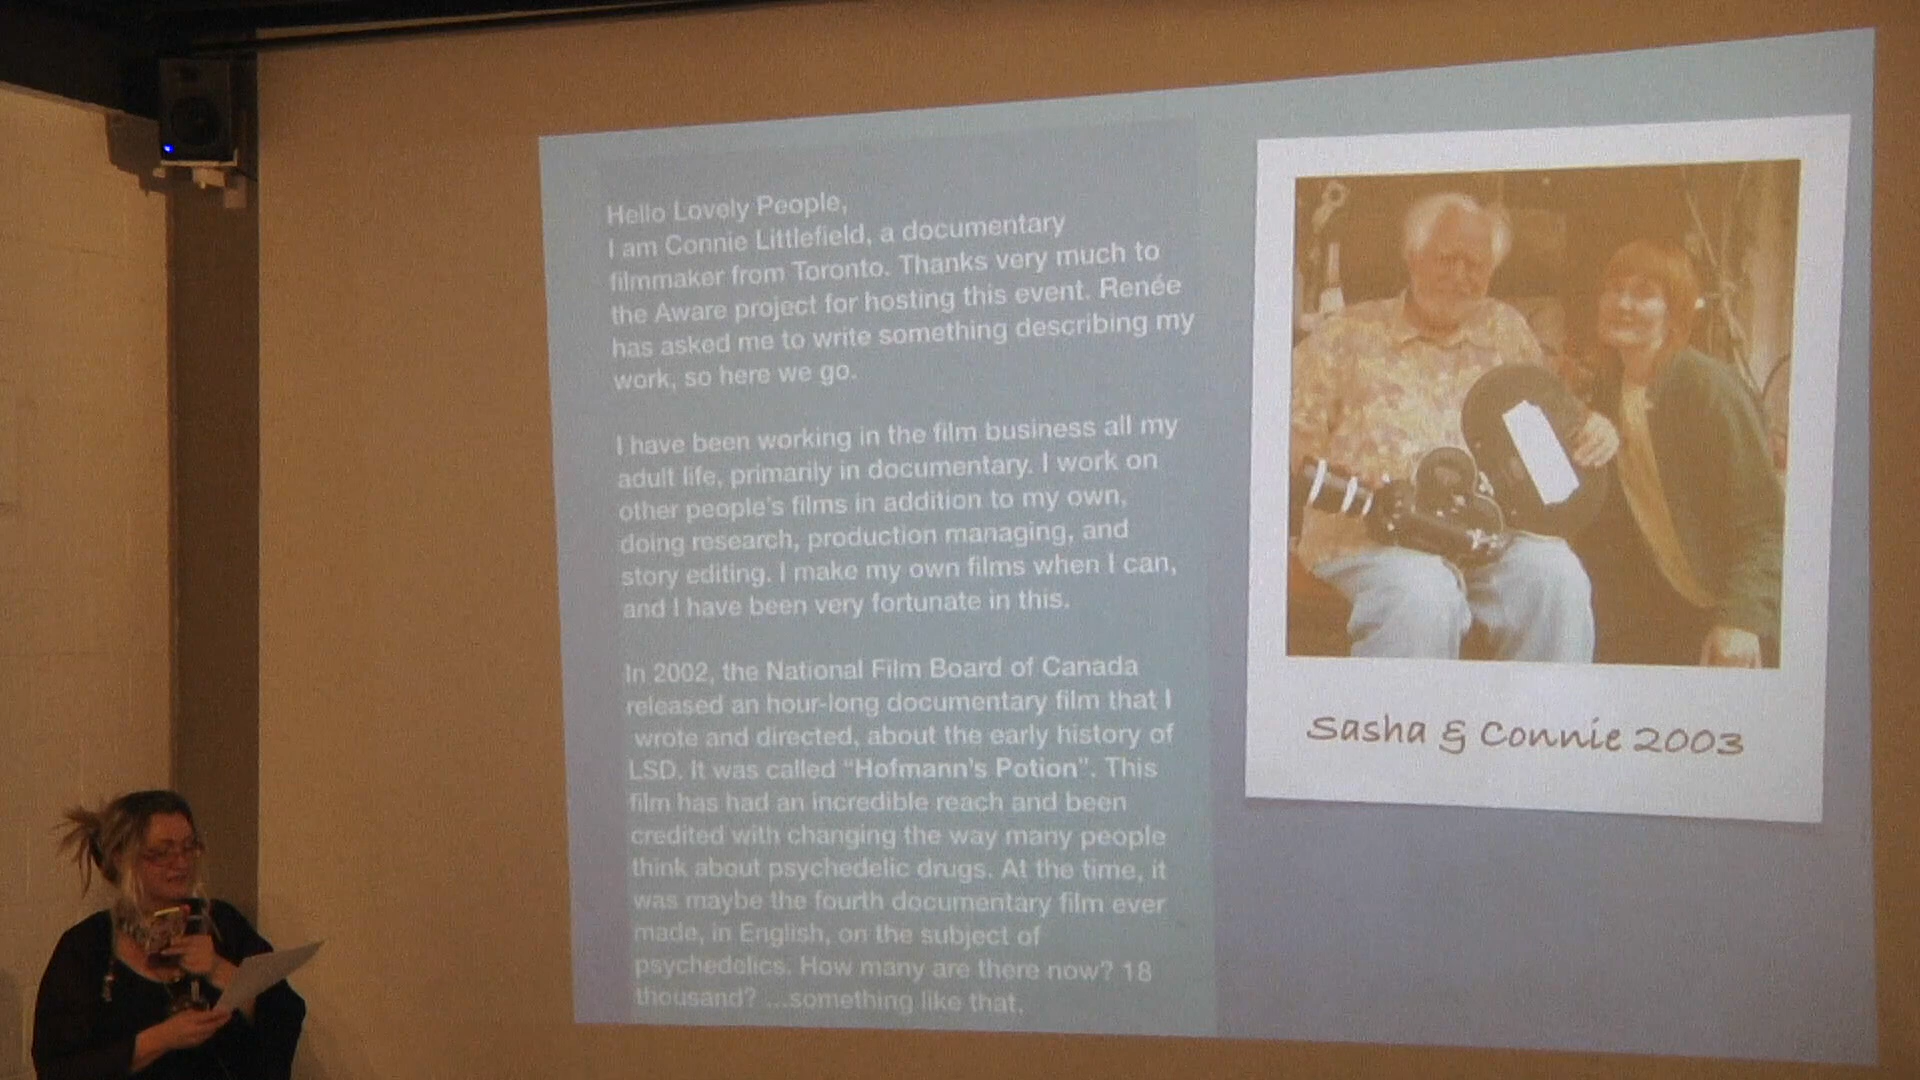 Hello Lovely People,
I am Connie Littlefield, a documentary
filmmaker from Toronto. Thanks very much to
the Aware project for hosting this event. Renée
has asked me to write something describing my
work, so here we go.
I have been working in the film business all my
adult life, primarily in documentary. I work on
other people's films in addition to my own,
doing research, production managing, and
story editing. I make my own films when I can,
and I have been very fortunate in this.
In 2002, the National Film Board of Canada
released an hour-long documentary film that I
wrote and directed, about the early history of
LSD. It was called "Hofmann's Potion". This
film has had an incredible reach and been
credited with changing the way many people
think about psychedelic drugs. At the time, it
was maybe the fourth documentary film ever
made, in English, on the subject of
psychedelics. How many are there now? 18
thousand? ...something like that.
Sasha & Connie 2003